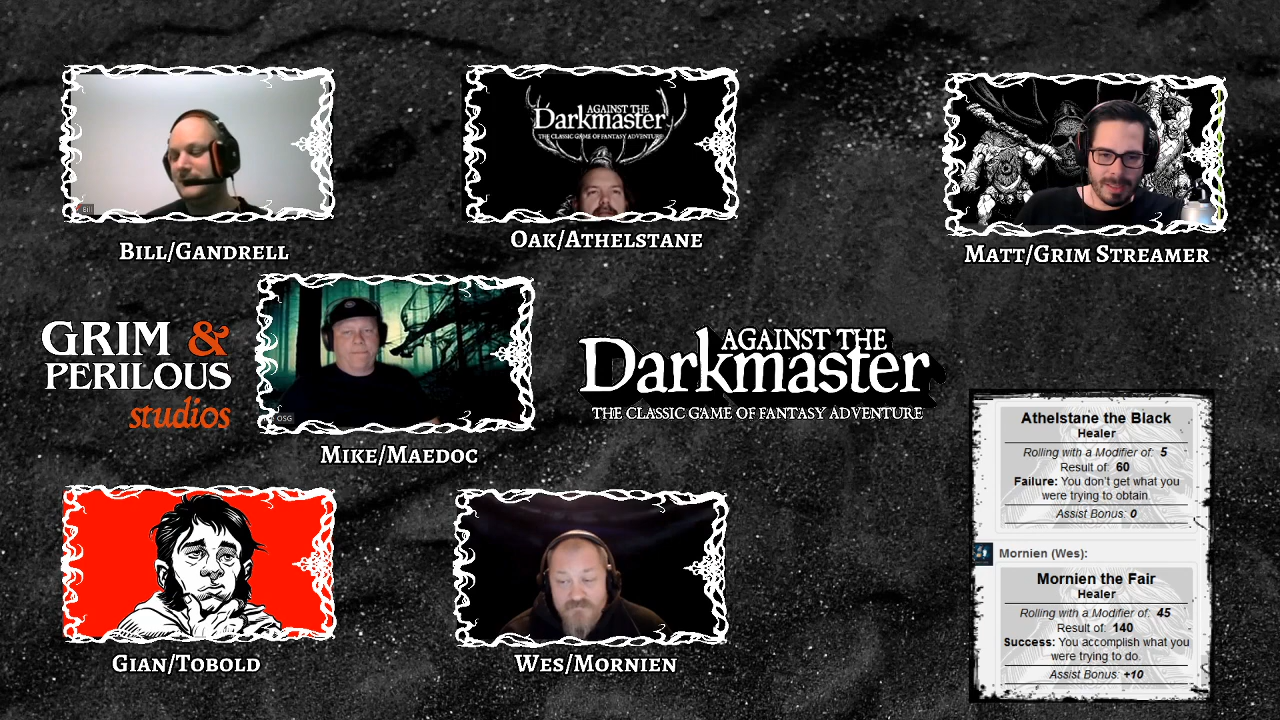 AGAINST THE
Darkmaster
THE CLASSIC GAME OF FANTASY ADVENTURE
Bill
BILL/GANDRELL
OAK/ATHELSTANE
MATT/GRIM STREAMER
GRIM &
PERILOUS
studios
OSG
MIKE/MAEDOC
AGAINST THE
Darkmaster
THE CLASSIC GAME OF FANTASY ADVENTURE
GIAN/TOBOLD
WES/MORNIEN
Athelstane the Black
Healer
Rolling with a Modifier of: 5
Result of: 60
Failure: You don't get what you
were trying to obtain.
Assist Bonus: 0
Mornien (Wes):
Mornien the Fair
Healer
Rolling with a Modifier of: 45
Result of: 140
Success: You accomplish what you
were trying to do.
Assist Bonus: +10